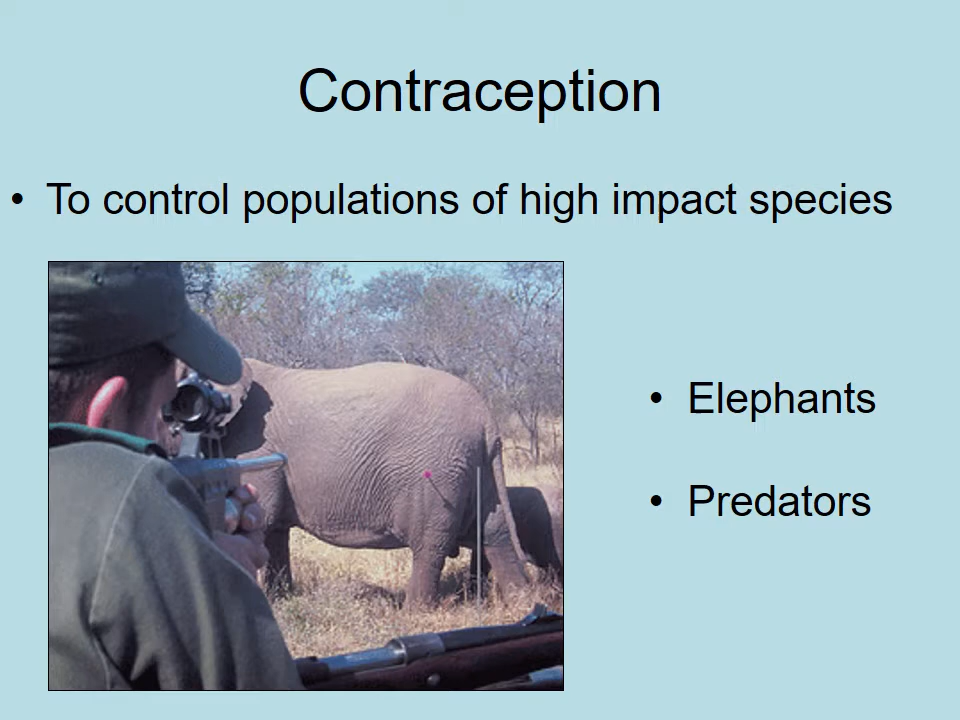 Contraception
• To control populations of high impact species
• Elephants
• Predators